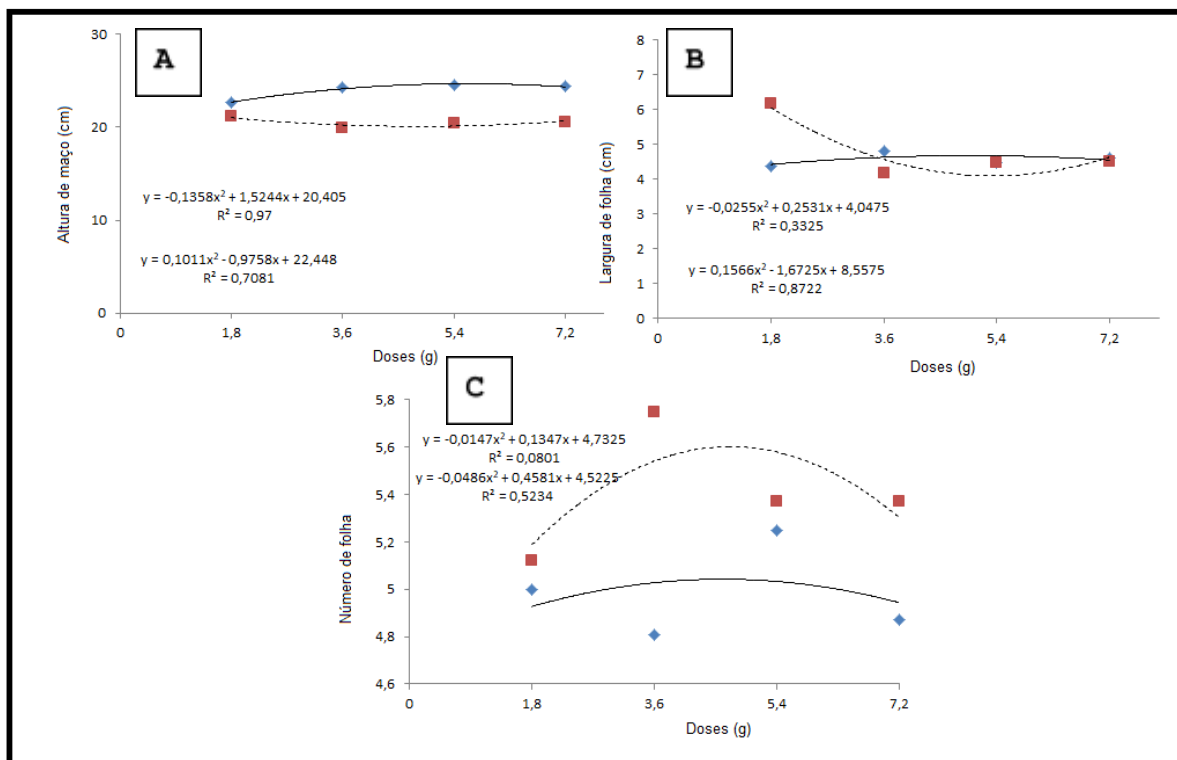 A
Altura de maço (cm)
30
20
10
0
y = -0,1358x² + 1,5244x + 20,405
R² = 0,97
y = 0,1011x² - 0,9758x + 22,448
R² = 0,7081
0 1,8 3,6 5,4 7,2
Doses (g)
B
Largura de folha (cm)
8
7
6
5
4
3
2
1
0
y = -0,0255x² + 0,2531x + 4,0475
R² = 0,3325
y = 0,1566x² - 1,6725x + 8,5575
R² = 0,8722
0 1,8 3.6 5,4 7,2
Doses (g)
C
Número de folha
5,8
5,6
5,4
5,2
5
4,8
4,6
y = -0,0147x² + 0,1347x + 4,7325
R² = 0,0801
y = -0,0486x² + 0,4581x + 4,5225
R² = 0,5234
0 1,8 3,6 5,4 7,2
Doses (g)